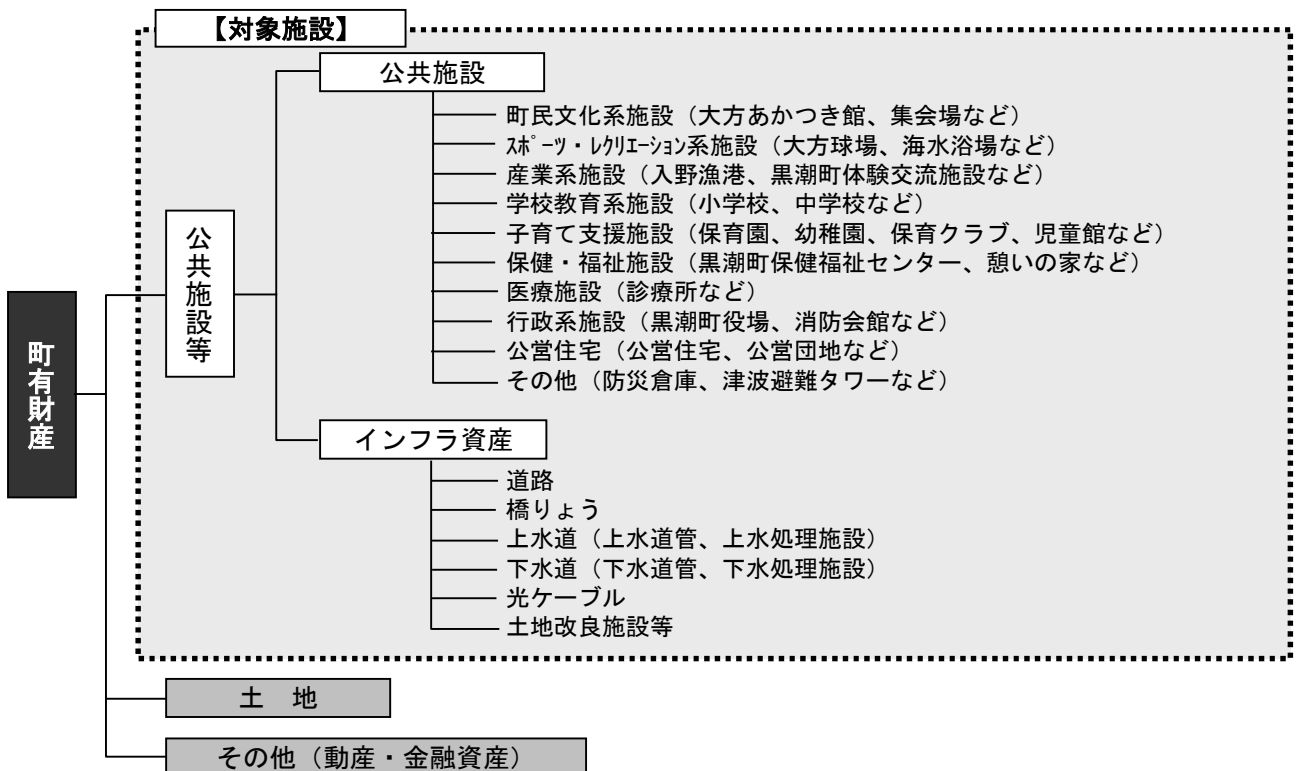 【対象施設】
公共施設
町民文化系施設（大方あかつき館、集会場など）
ｽﾎﾟｰﾂ・ﾚｸﾘｴｰｼｮﾝ系施設（大方球場、海水浴場など）
産業系施設（入野漁港、黒潮町体験交流施設など）
学校教育系施設（小学校、中学校など）
子育て支援施設（保育園、幼稚園、保育クラブ、児童館など）
保健・福祉施設（黒潮町保健福祉センター、憩いの家など）
医療施設（診療所など）
行政系施設（黒潮町役場、消防会館など）
公営住宅（公営住宅、公営団地など）
その他（防災倉庫、津波避難タワーなど）
公共施設等
町有財産
インフラ資産
道路
橋りょう
上水道（上水道管、上水処理施設）
下水道（下水道管、下水処理施設）
光ケーブル
土地改良施設等
土　地
その他（動産・金融資産）